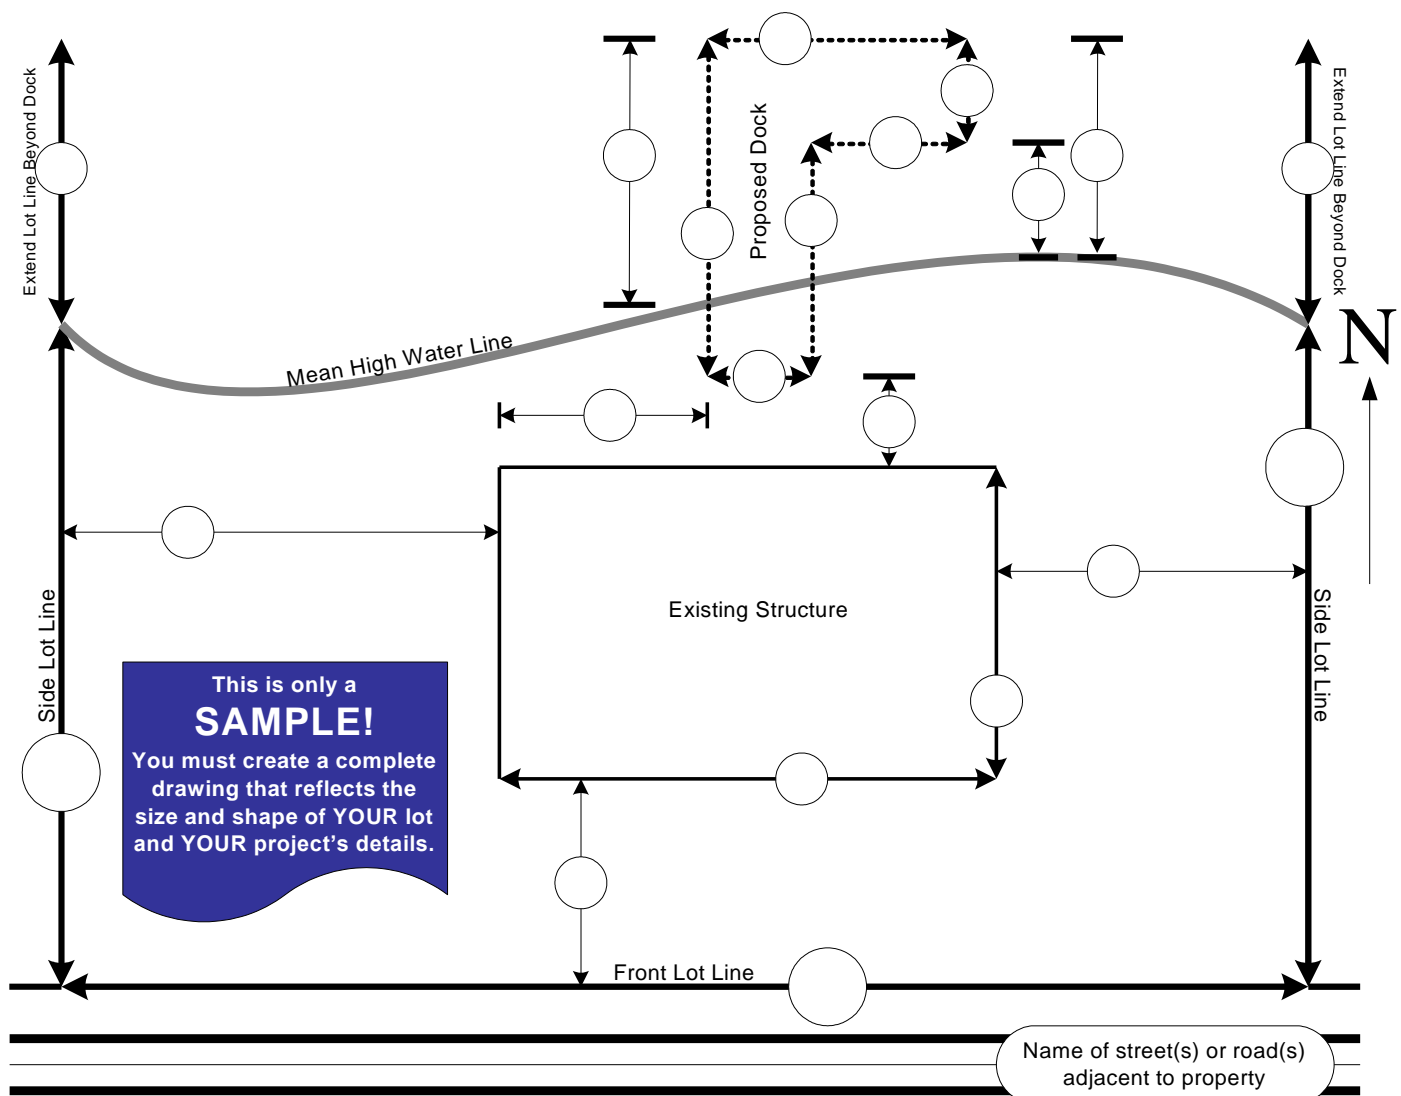 Extend Lot Line Beyond Dock
Proposed Dock
Extend Lot Line Beyond Dock
N
Mean High Water Line
Existing Structure
Side Lot Line
Side Lot Line
This is only a
SAMPLE!
You must create a complete
drawing that reflects the
size and shape of YOUR lot
and YOUR project's details.
Front Lot Line
Name of street(s) or road(s)
adjacent to property